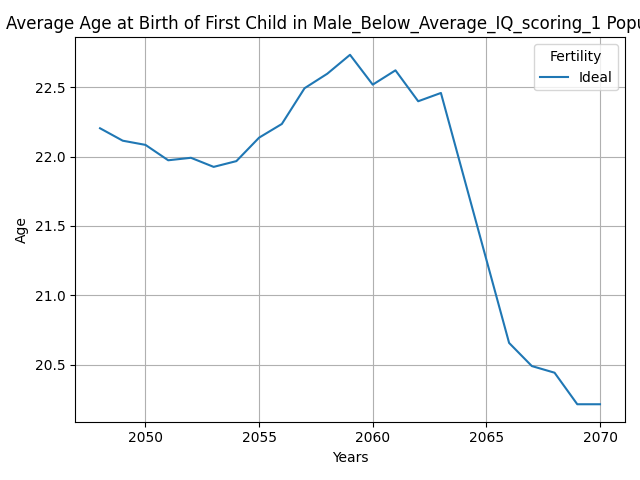 Average Age at Birth of First Child in Male_Below_Average_IQ_scoring_1
Fertility
Ideal
22.5
22.0
21.5
21.0
20.5
Age
2050 2055 2060 2065 2070
Years